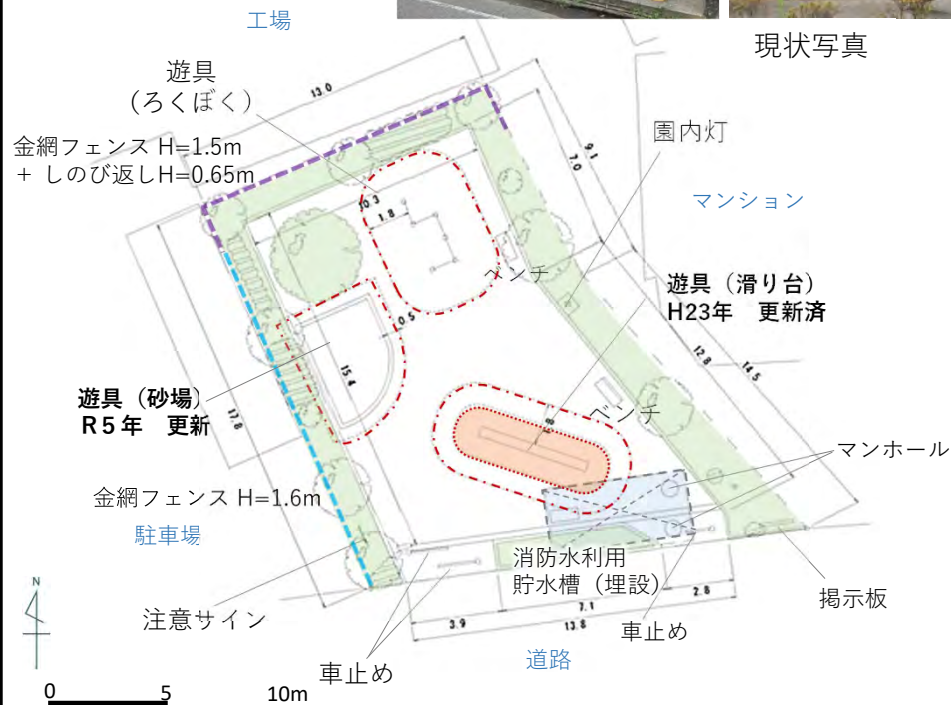 工場
現状写真
遊具
(ろくぼく)
13.0
金網フェンス H=1.5m
+ しのび返しH=0.65m
園内灯
9.1
7.0
マンション
10.3
1.8
ベンチ
遊具（滑り台）
H23年　更新済
0.5
15.4
12.8
14.5
遊具（砂場）
R５年　更新
17.8
ベンチ
1.8
マンホール
金網フェンス H=1.6m
駐車場
消防水利用
貯水槽（埋設）
掲示板
注意サイン
7.1
2.8
3.9
13.8
車止め
車止め
道路
N
0 5 10m